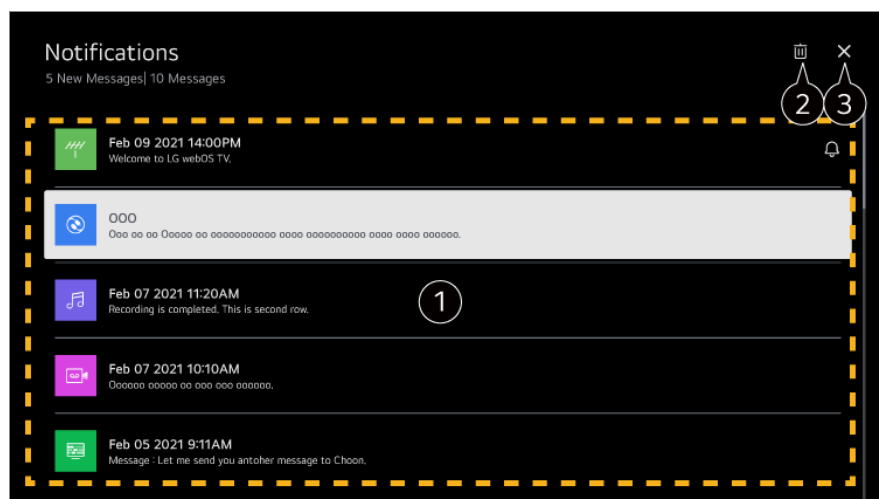 Notifications
5 New Messages| 10 Messages
2
3
Feb 09 2021 14:00PM
Welcome to LG webOS TV.
OOO
Ooo oo oo Ooooo oo ooooooooooo oooo oooooooooo oooo oooo oooooo.
Feb 07 2021 11:20AM
Recording is completed. This is second row.
1
Feb 07 2021 10:10AM
Oooooo ooooo oo ooo ooo oooooo.
Feb 05 2021 9:11AM
Message : Let me send you antoher message to Choon.